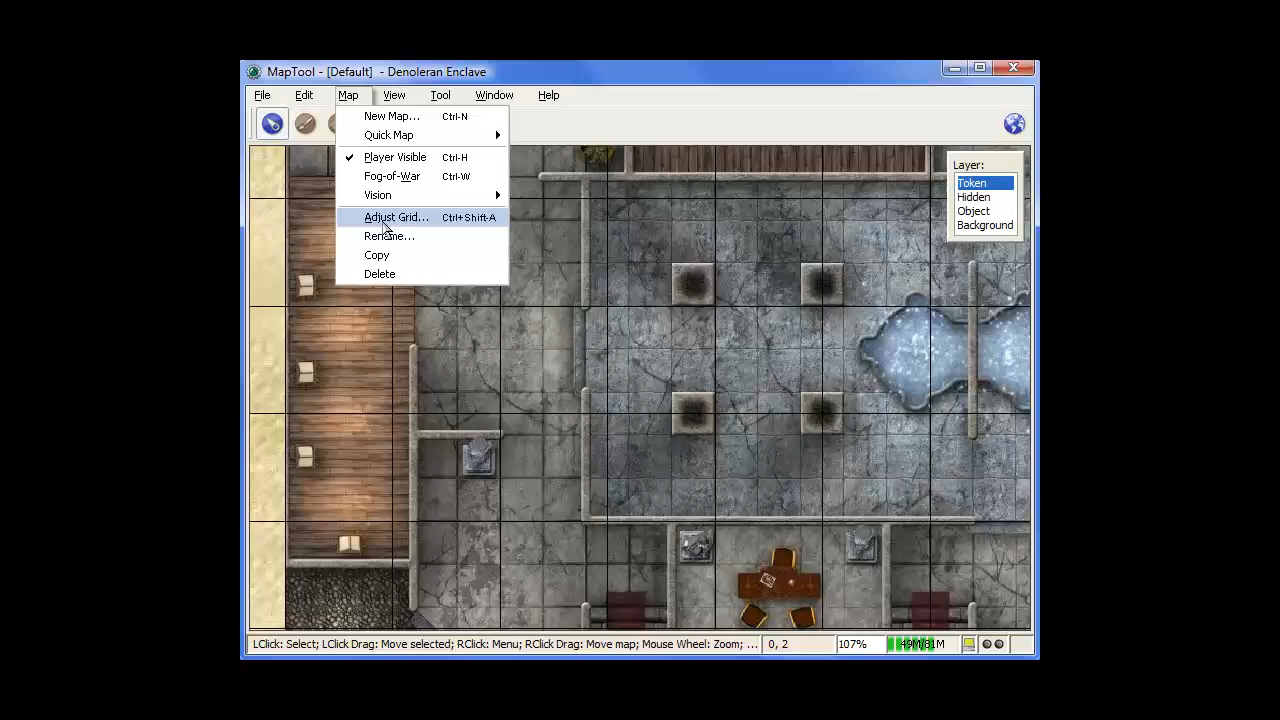 MapTool - [Default] - Denoleran Enclave
File Edit Map View Tool Window Help
New Map... Ctrl-N
Quick Map
Player Visible Ctrl-H
Fog-of-War Ctrl-W
Vision
Adjust Grid... Ctrl+Shift-A
Rename...
Copy
Delete
Layer:
Token
Hidden
Object
Background
LClick: Select; LClick Drag: Move selected; RClick: Menu; RClick Drag: Move map; Mouse Wheel: Zoom; ... 0, 2 107% 49M/81M